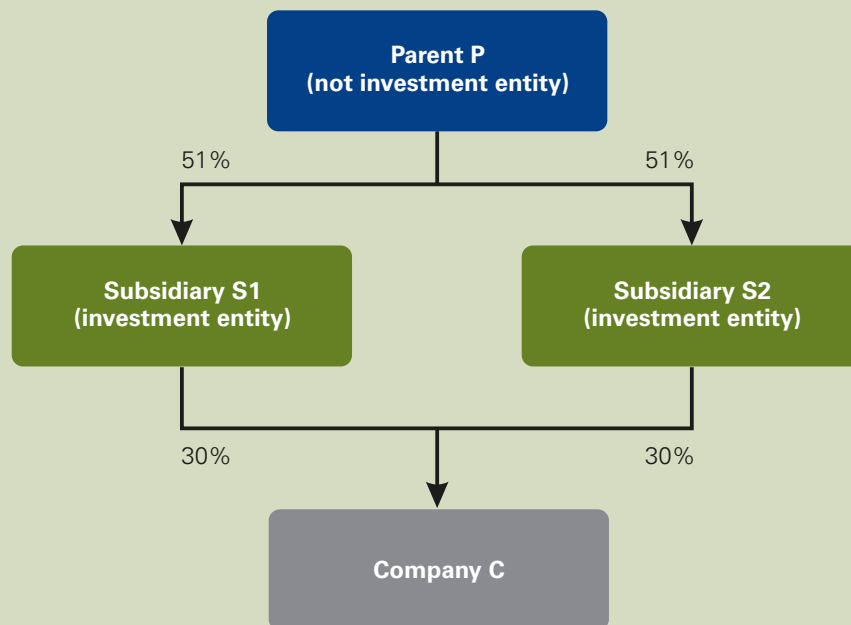 Parent P
(not investment entity)
51%
51%
Subsidiary S1
(investment entity)
Subsidiary S2
(investment entity)
30%
30%
Company C